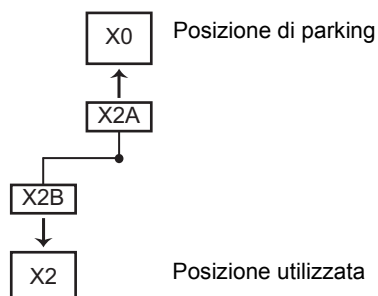 X0 Posizione di parking
X2A
X2B
X2 Posizione utilizzata